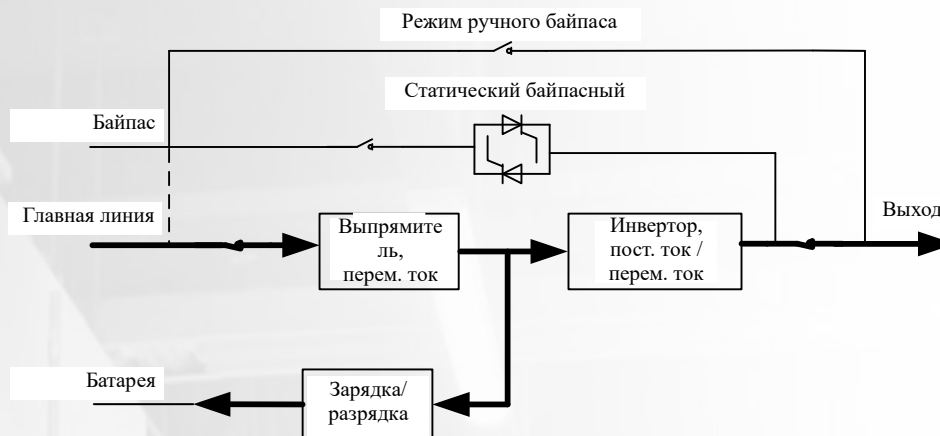 Режим ручного байпаса
Статический байпасный
Байпас
Главная линия
Выход
Выпрямите
ль,
перем. ток
Инвертор,
пост. ток /
перем. ток
Батарея
Зарядка/
разрядка